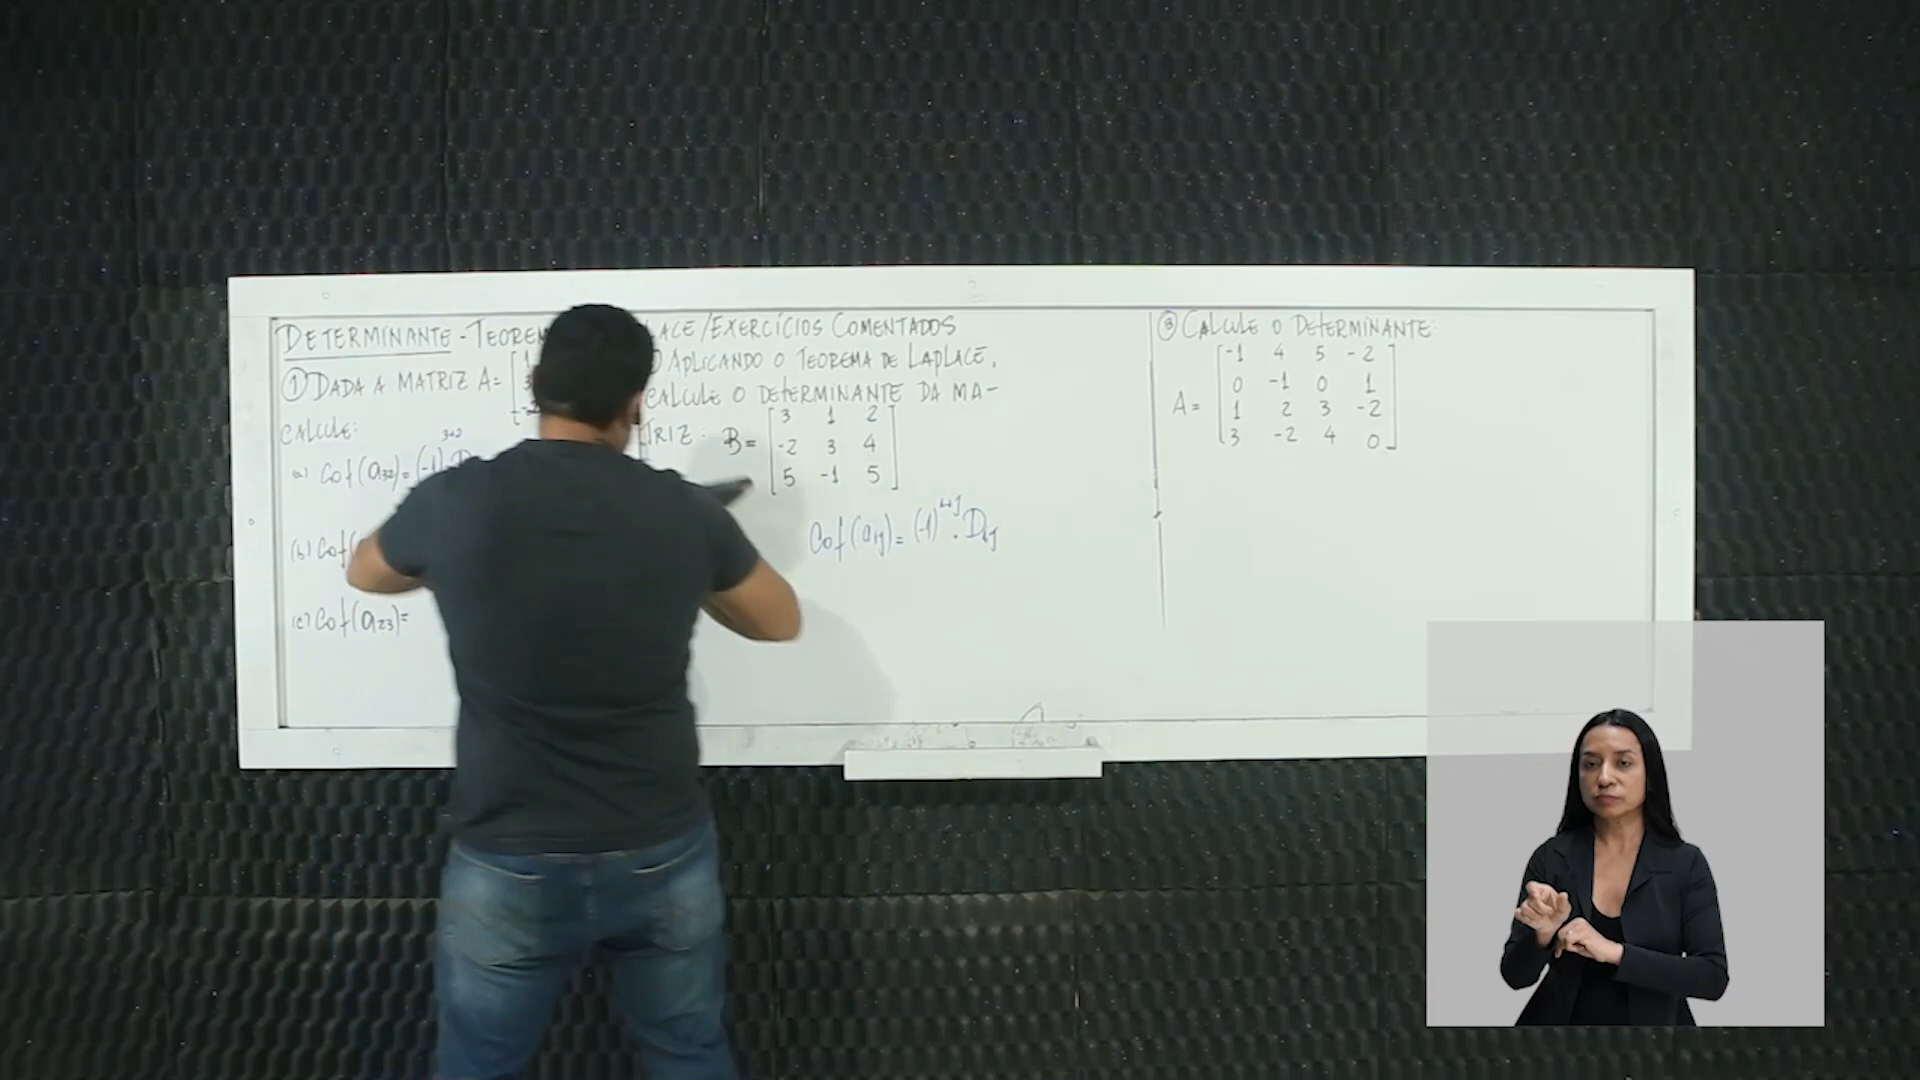 DETERMINANTE - TEOREM LACE/EXERCÍCIOS COMENTADOS
① DADA A MATRIZ A=
CALCULE:
(a) Cof(a32)=(-1)^3+2 D
(b) Cof(
(c) Cof(a23)=
) APLICANDO O TEOREMA DE LAPLACE,
CALCULE O DETERMINANTE DA MA-
TRIZ: B=
3 1 2
-2 3 4
5 -1 5
Cof(aij)=(-1)^i+j . Dij
③ CALCULE O DETERMINANTE:
A=
-1 4 5 -2
0 -1 0 1
1 2 3 -2
3 -2 4 0